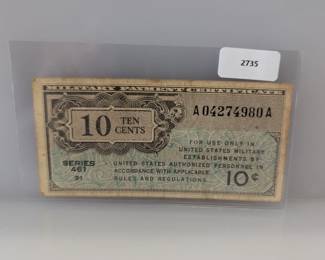 2735
MILITARY PAYMENT CERTIFICATE
A04274980A
10 TEN
CENTS
FOR USE ONLY IN
UNITED STATES MILITARY
ESTABLISHMENTS BY
SERIES
461
UNITED STATES AUTHORIZED PERSONNEL IN
ACCORDANCE WITH APPLICABLE
RULES AND REGULATIONS.
10¢